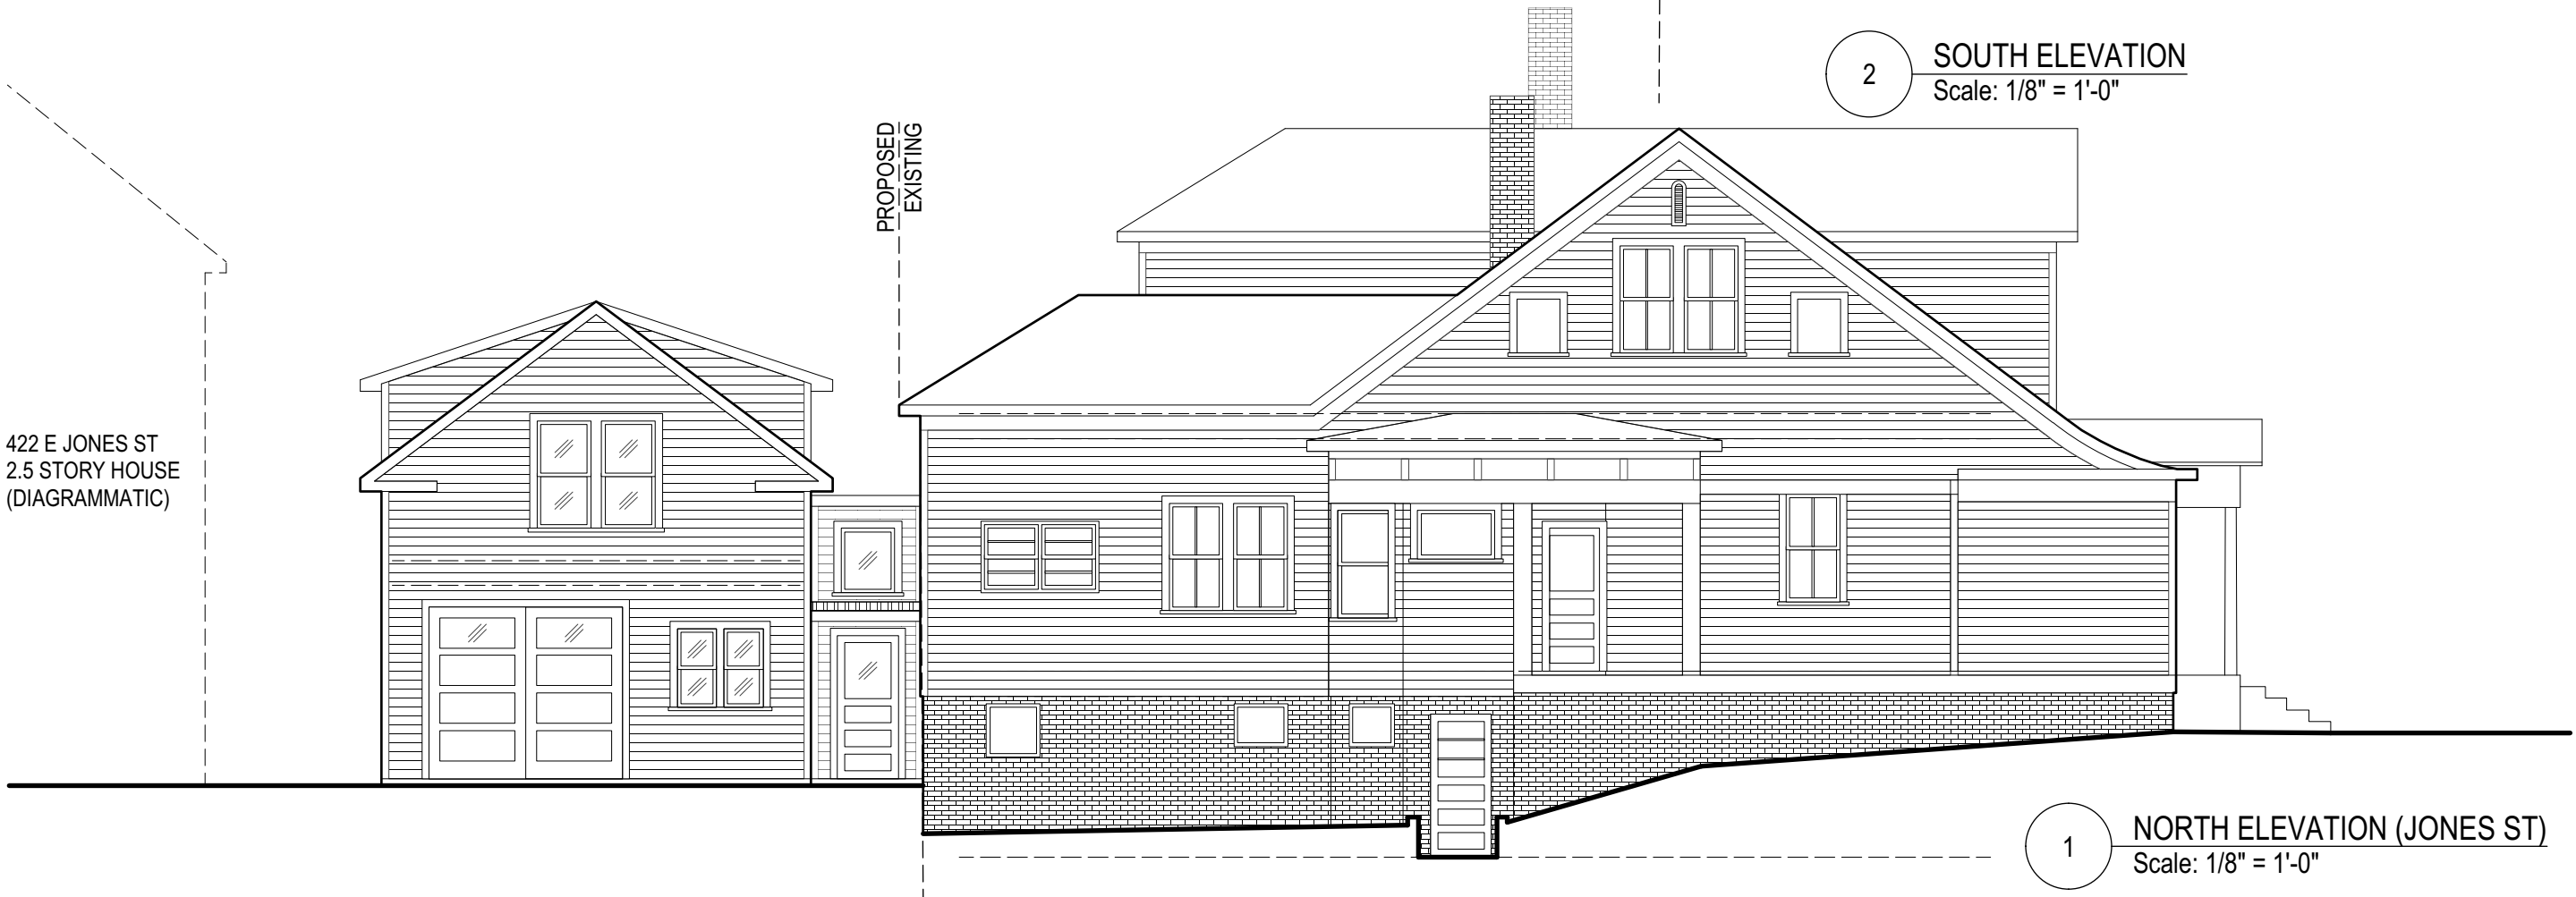 2
SOUTH ELEVATION
Scale: 1/8" = 1'-0"
PROPOSED
EXISTING
422 E JONES ST
2.5 STORY HOUSE
(DIAGRAMMATIC)
1
NORTH ELEVATION (JONES ST)
Scale: 1/8" = 1'-0"